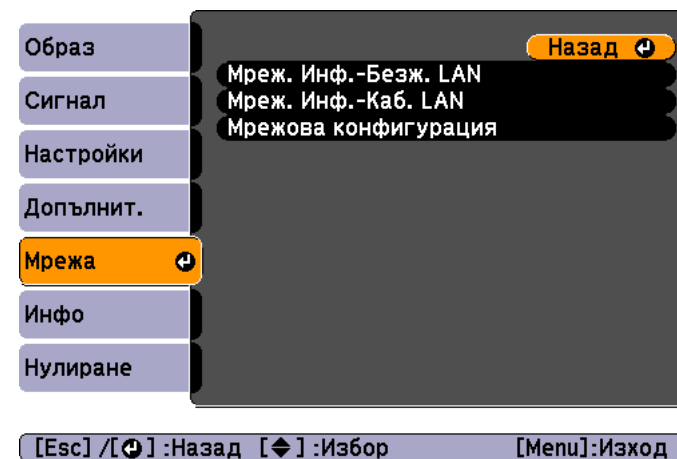 Образ
Сигнал
Настройки
Допълнит.
Мрежа
Инфо
Нулиране
Назад
Мреж. Инф.-Безж. LAN
Мреж. Инф.-Каб. LAN
Мрежова конфигурация
[Esc] /[] :Назад [] :Избор [Menu]:Изход